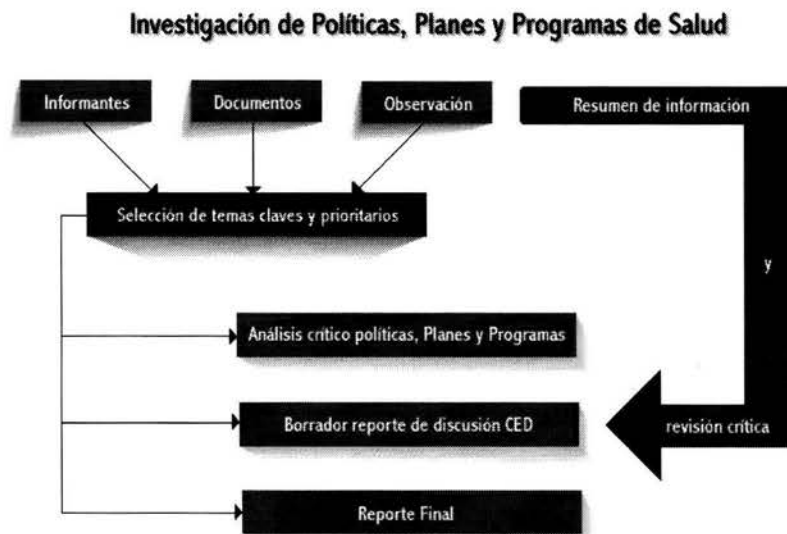 Investigación de Políticas, Planes y Programas de Salud
Informantes
Documentos
Observación
Resumen de información
Selección de temas claves y prioritarios
y
Análisis crítico políticas, Planes y Programas
Borrador reporte de discusión CED
revisión crítica
Reporte Final